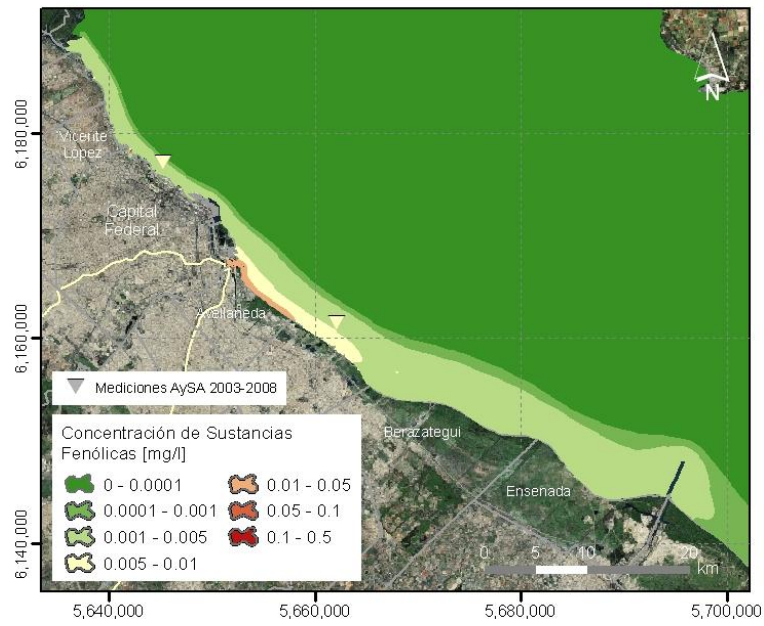 N
6,180,000
6,160,000
6,140,000
Vicente
López
Capital
Federal
Avellaneda
Berazategui
Ensenada
Mediciones AySA 2003-2008
Concentración de Sustancias
Fenólicas [mg/l]
0 - 0.0001
0.0001 - 0.001
0.001 - 0.005
0.005 - 0.01
0.01 - 0.05
0.05 - 0.1
0.1 - 0.5
0 5 10 20
km
5,640,000 5,660,000 5,680,000 5,700,000